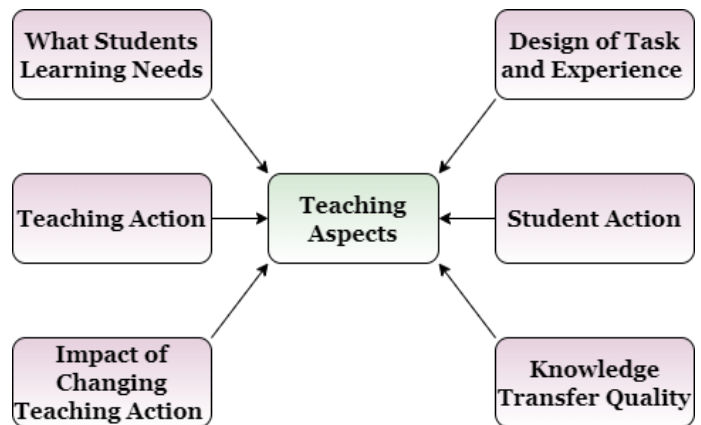 What Students
Learning Needs
Design of Task
and Experience
Teaching Action
Teaching
Aspects
Student Action
Impact of
Changing
Teaching Action
Knowledge
Transfer Quality